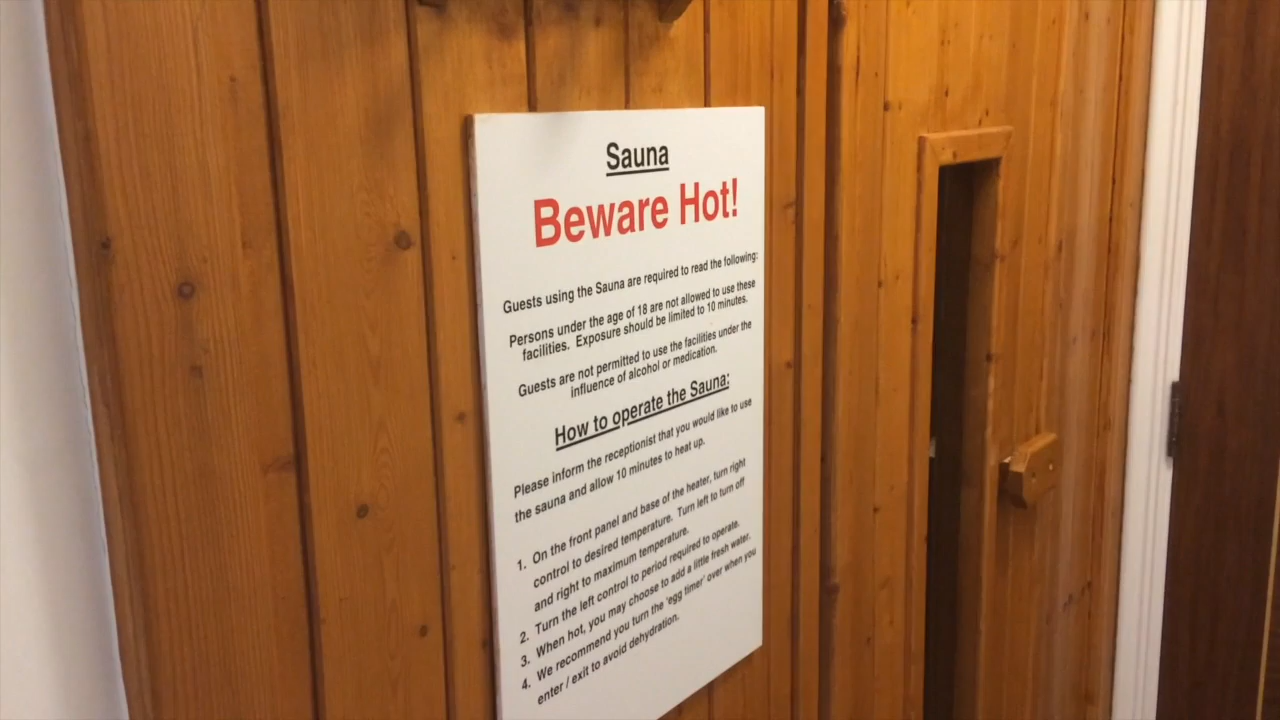 Sauna
Beware Hot!
Guests using the Sauna are required to read the following:
Persons under the age of 18 are not allowed to use these
facilities. Exposure should be limited to 10 minutes.
Guests are not permitted to use the facilities under the
influence of alcohol or medication.
How to operate the Sauna:
Please inform the receptionist that you would like to use
the sauna and allow 10 minutes to heat up.
1. On the front panel and base of the heater, turn right
control to desired temperature. Turn left to turn off
and right to maximum temperature.
2. Turn the left control to period required to operate.
3. When hot, you may choose to add a little fresh water.
4. We recommend you turn the 'egg timer' over when you
enter / exit to avoid dehydration.